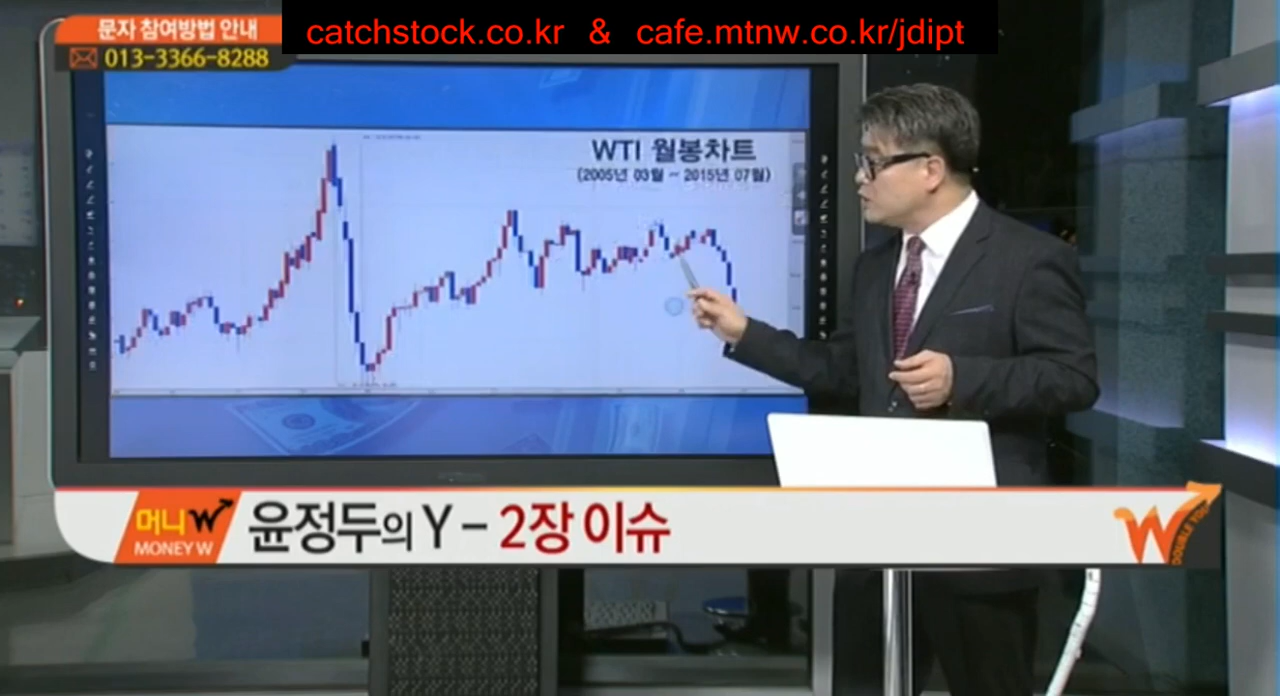 catchstock.co.kr & cafe.mtnw.co.kr/jdipt
문자 참여방법 안내
013-3366-8288
WTI 월봉차트
(2005년 03월 ~ 2015년 07월)
머니W
MONEY W
윤정두의 Y - 2장 이슈
W